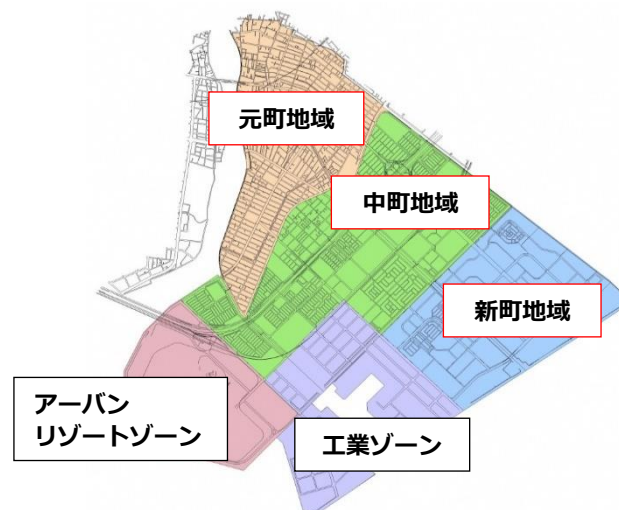 元町地域
中町地域
新町地域
アーバン
リゾートゾーン
工業ゾーン